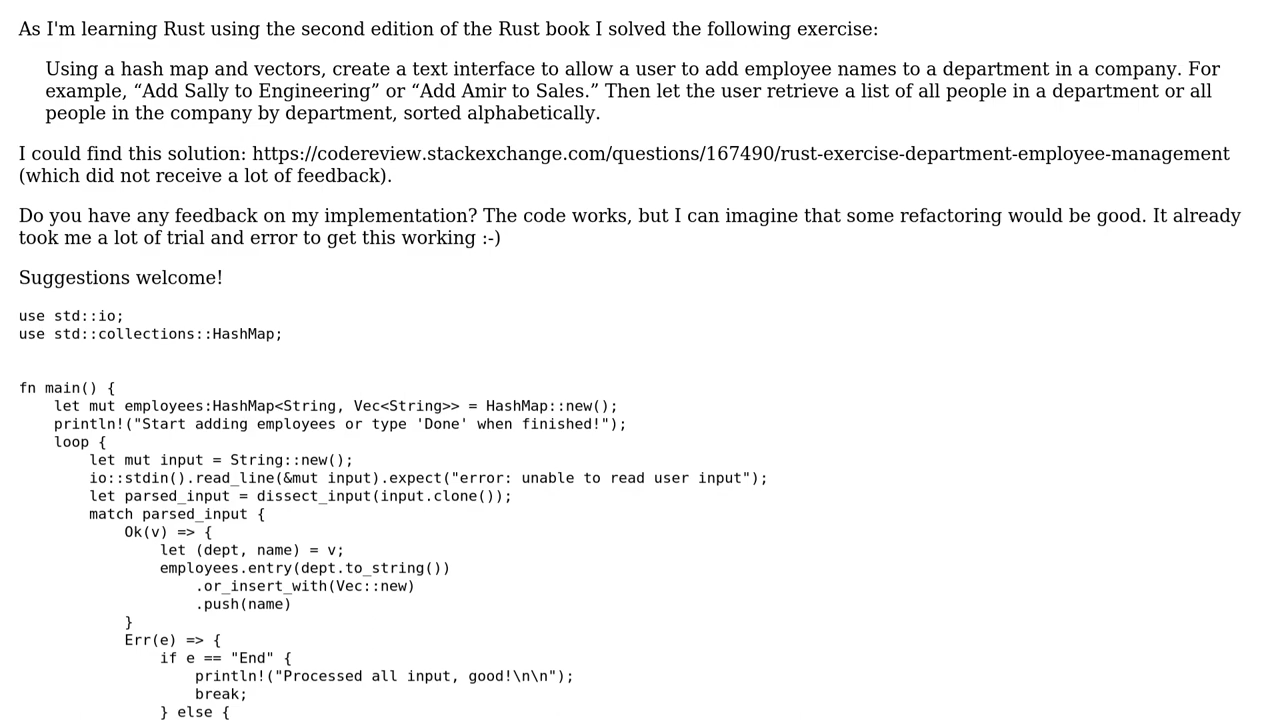 As I'm learning Rust using the second edition of the Rust book I solved the following exercise:
Using a hash map and vectors, create a text interface to allow a user to add employee names to a department in a company. For
example, “Add Sally to Engineering” or “Add Amir to Sales.” Then let the user retrieve a list of all people in a department or all
people in the company by department, sorted alphabetically.
I could find this solution: https://codereview.stackexchange.com/questions/167490/rust-exercise-department-employee-management
(which did not receive a lot of feedback).
Do you have any feedback on my implementation? The code works, but I can imagine that some refactoring would be good. It already
took me a lot of trial and error to get this working :-)
Suggestions welcome!
use std::io;
use std::collections::HashMap;
fn main() {
    let mut employees:HashMap<String, Vec<String>> = HashMap::new();
    println!("Start adding employees or type 'Done' when finished!");
    loop {
        let mut input = String::new();
        io::stdin().read_line(&mut input).expect("error: unable to read user input");
        let parsed_input = dissect_input(input.clone());
        match parsed_input {
            Ok(v) => {
                let (dept, name) = v;
                employees.entry(dept.to_string())
                    .or_insert_with(Vec::new)
                    .push(name)
            }
            Err(e) => {
                if e == "End" {
                    println!("Processed all input, good!\n\n");
                    break;
                } else {